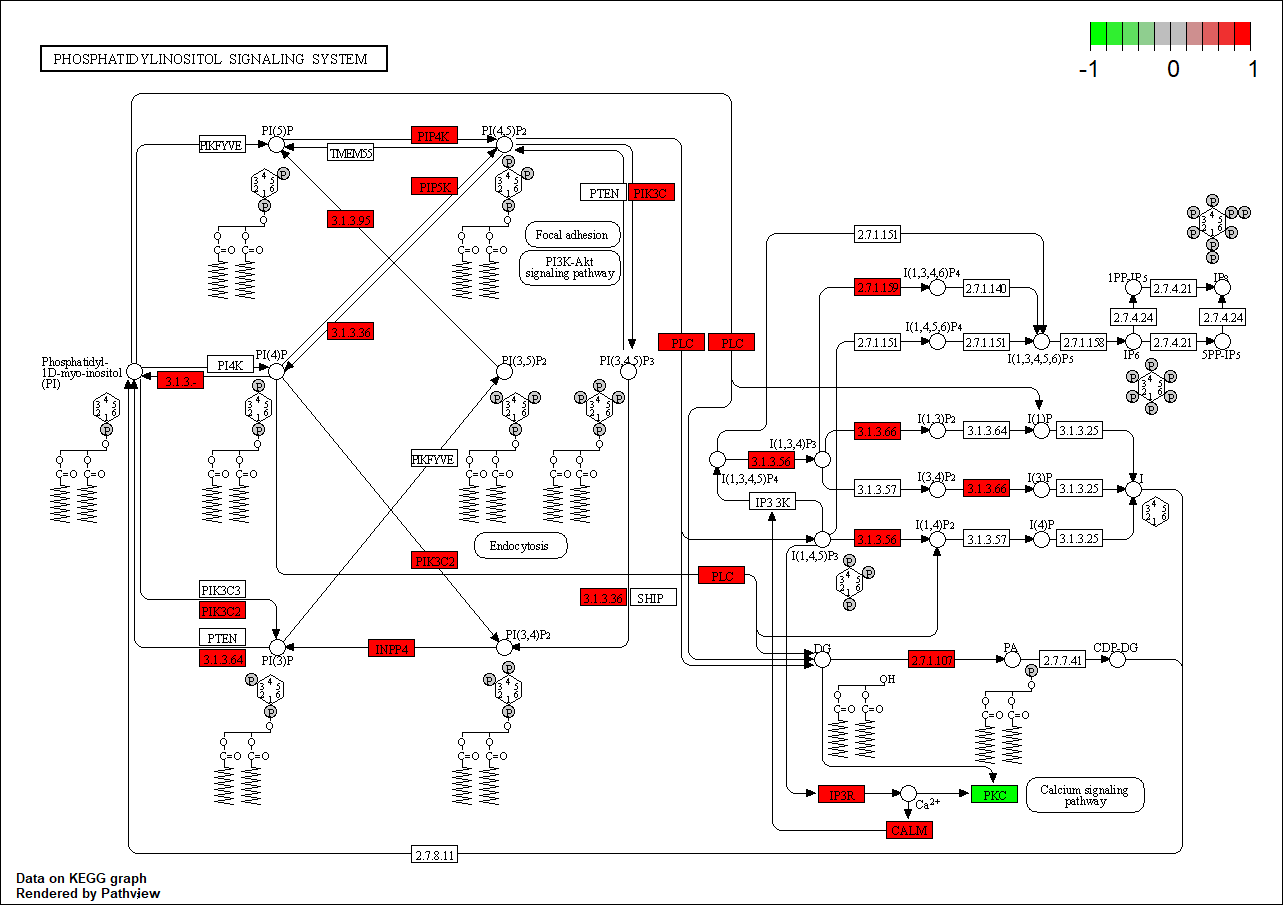 PHOSPHATIDYLINOSITOL SIGNALING SYSTEM
-1 0 1
PI(5)P
PIKFYVE
PIP4K
TMEM55
PI(4,5)P2
PIP5K
PTEN
PIK3C
3.1.3.95
Focal adhesion
PI3K-Akt
signaling pathway
3.1.3.36
PLC
PLC
Phosphatidyl-
1D-myo-inositol
(PI)
PI4K
PI(4)P
3.1.3.-
PI(3,5)P2
PI(3,4,5)P3
PIKFYVE
Endocytosis
PIK3C2
PLC
PIK3C3
PIK3C2
3.1.3.36
SHIP
PTEN
3.1.3.64
PI(3)P
INPP4
PI(3,4)P2
2.7.1.151
I(1,3,4,6)P4
2.7.1.159
2.7.1.140
I(1,4,5,6)P4
2.7.1.151
2.7.1.151
I(1,3,4,5,6)P5
2.7.1.158
1PP-IP5
2.7.4.21
IP8
2.7.4.24
2.7.4.24
IP6
2.7.4.21
5PP-IP5
I(1,3)P2
3.1.3.66
3.1.3.64
I(1)P
3.1.3.25
I(1,3,4)P3
3.1.3.56
I(1,3,4,5)P4
3.1.3.57
I(3,4)P2
3.1.3.66
I(3)P
3.1.3.25
I
IP3 3K
I(1,4,5)P3
3.1.3.56
I(1,4)P2
3.1.3.57
I(4)P
3.1.3.25
DG
2.7.1.107
PA
2.7.7.41
CDP-DG
OH
IP3R
Ca2+
PKC
CALM
Calcium signaling
pathway
2.7.8.11
Data on KEGG graph
Rendered by Pathview